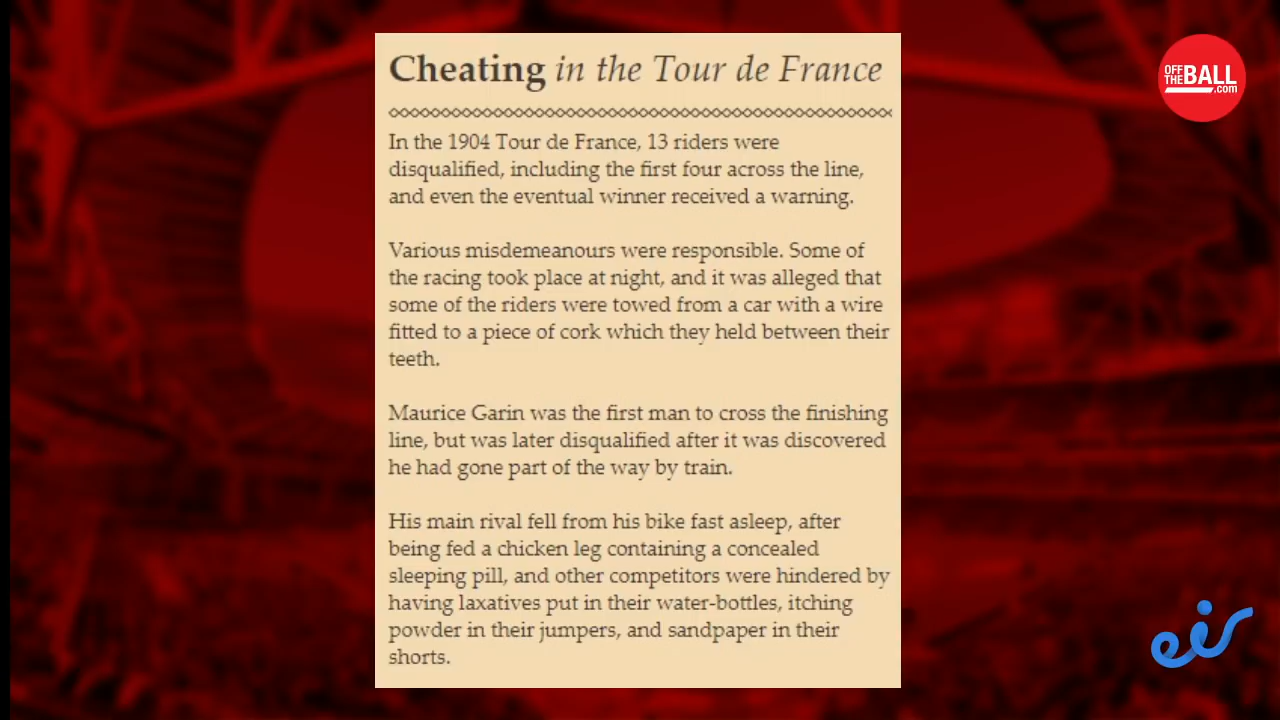 Cheating in the Tour de France
In the 1904 Tour de France, 13 riders were
disqualified, including the first four across the line,
and even the eventual winner received a warning.
Various misdemeanours were responsible. Some of
the racing took place at night, and it was alleged that
some of the riders were towed from a car with a wire
fitted to a piece of cork which they held between their
teeth.
Maurice Garin was the first man to cross the finishing
line, but was later disqualified after it was discovered
he had gone part of the way by train.
His main rival fell from his bike fast asleep, after
being fed a chicken leg containing a concealed
sleeping pill, and other competitors were hindered by
having laxatives put in their water-bottles, itching
powder in their jumpers, and sandpaper in their
shorts.
OFF
THE BALL
.com
eir